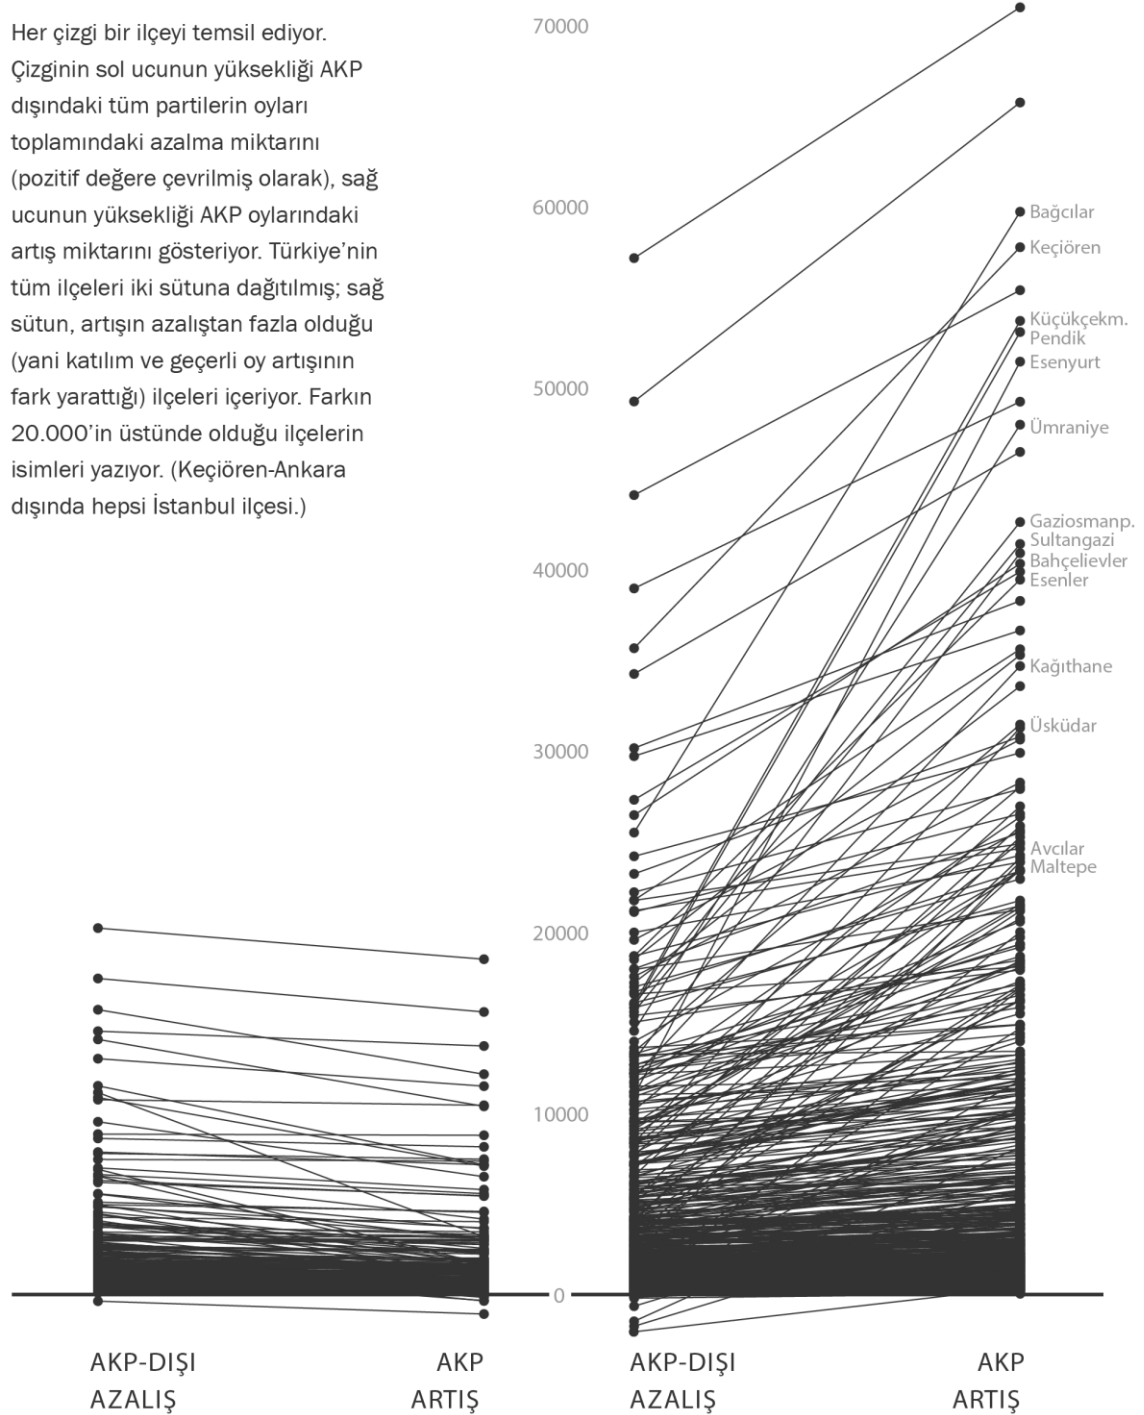 Her çizgi bir ilçeyi temsil ediyor.
Çizginin sol ucunun yüksekliği AKP
dışındaki tüm partilerin oyları
toplamındaki azalma miktarını
(pozitif değere çevrilmiş olarak), sağ
ucunun yüksekliği AKP oylarındaki
artış miktarını gösteriyor. Türkiye'nin
tüm ilçeleri iki sütuna dağıtılmış; sağ
sütun, artışın azalıştan fazla olduğu
(yani katılım ve geçerli oy artışının
fark yarattığı) ilçeleri içeriyor. Farkın
20.000'in üstünde olduğu ilçelerin
isimleri yazıyor. (Keçiören-Ankara
dışında hepsi İstanbul ilçesi.)
70000
60000
50000
40000
30000
20000
10000
0
Bağcılar
Keçiören
Küçükçekm.
Pendik
Esenyurt
Ümraniye
Gaziosmanp.
Sultangazi
Bahçelievler
Esenler
Kağıthane
Üsküdar
Avcılar
Maltepe
AKP-DIŞI
AZALIŞ
AKP
ARTIŞ
AKP-DIŞI
AZALIŞ
AKP
ARTIŞ